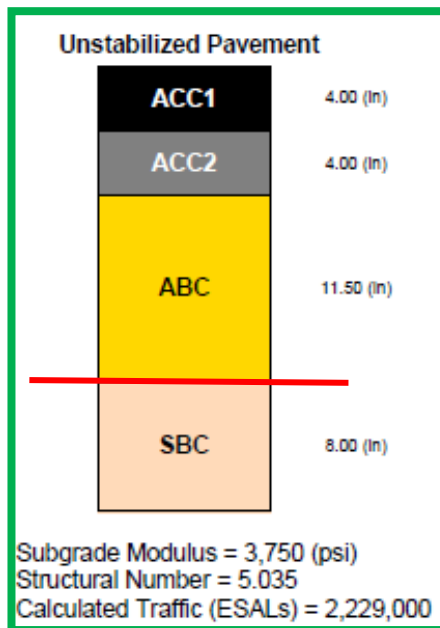 Unstabilized Pavement
ACC1 4.00 (in)
ACC2 4.00 (in)
ABC 11.50 (in)
SBC 8.00 (in)
Subgrade Modulus = 3,750 (psi)
Structural Number = 5.035
Calculated Traffic (ESALs) = 2,229,000